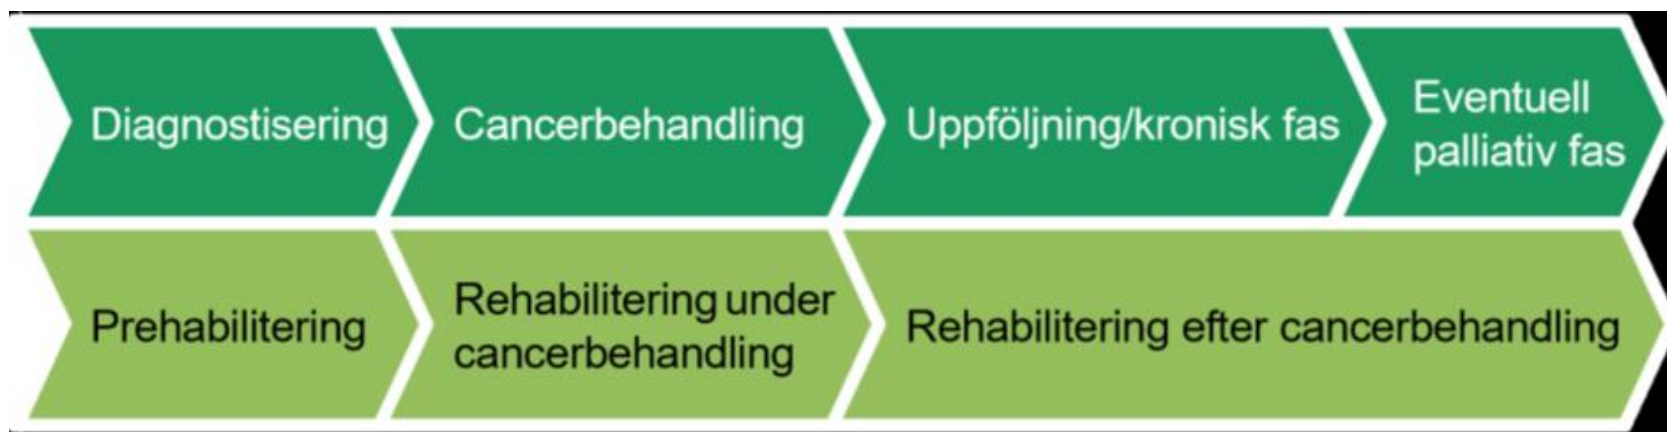 Diagnostisering
Cancerbehandling
Uppföljning/kronisk fas
Eventuell
palliativ fas
Prehabilitering
Rehabilitering under
cancerbehandling
Rehabilitering efter cancerbehandling